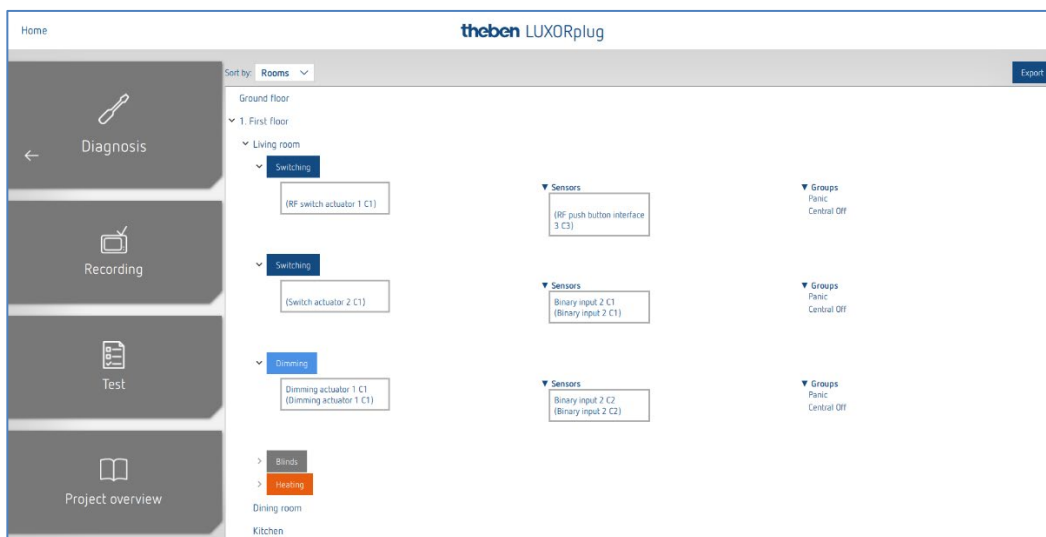 Home
theben LUXORplug
Diagnosis
Recording
Test
Project overview
Sort by: Rooms
Export
Ground floor
1. First floor
Living room
Switching
(RF switch actuator 1 C1)
Sensors
(RF push button interface
3 C3)
Groups
Panic
Central Off
Switching
(Switch actuator 2 C1)
Sensors
Binary input 2 C1
(Binary input 2 C1)
Groups
Panic
Central Off
Dimming
Dimming actuator 1 C1
(Dimming actuator 1 C1)
Sensors
Binary input 2 C2
(Binary input 2 C2)
Groups
Panic
Central Off
Blinds
Heating
Dining room
Kitchen